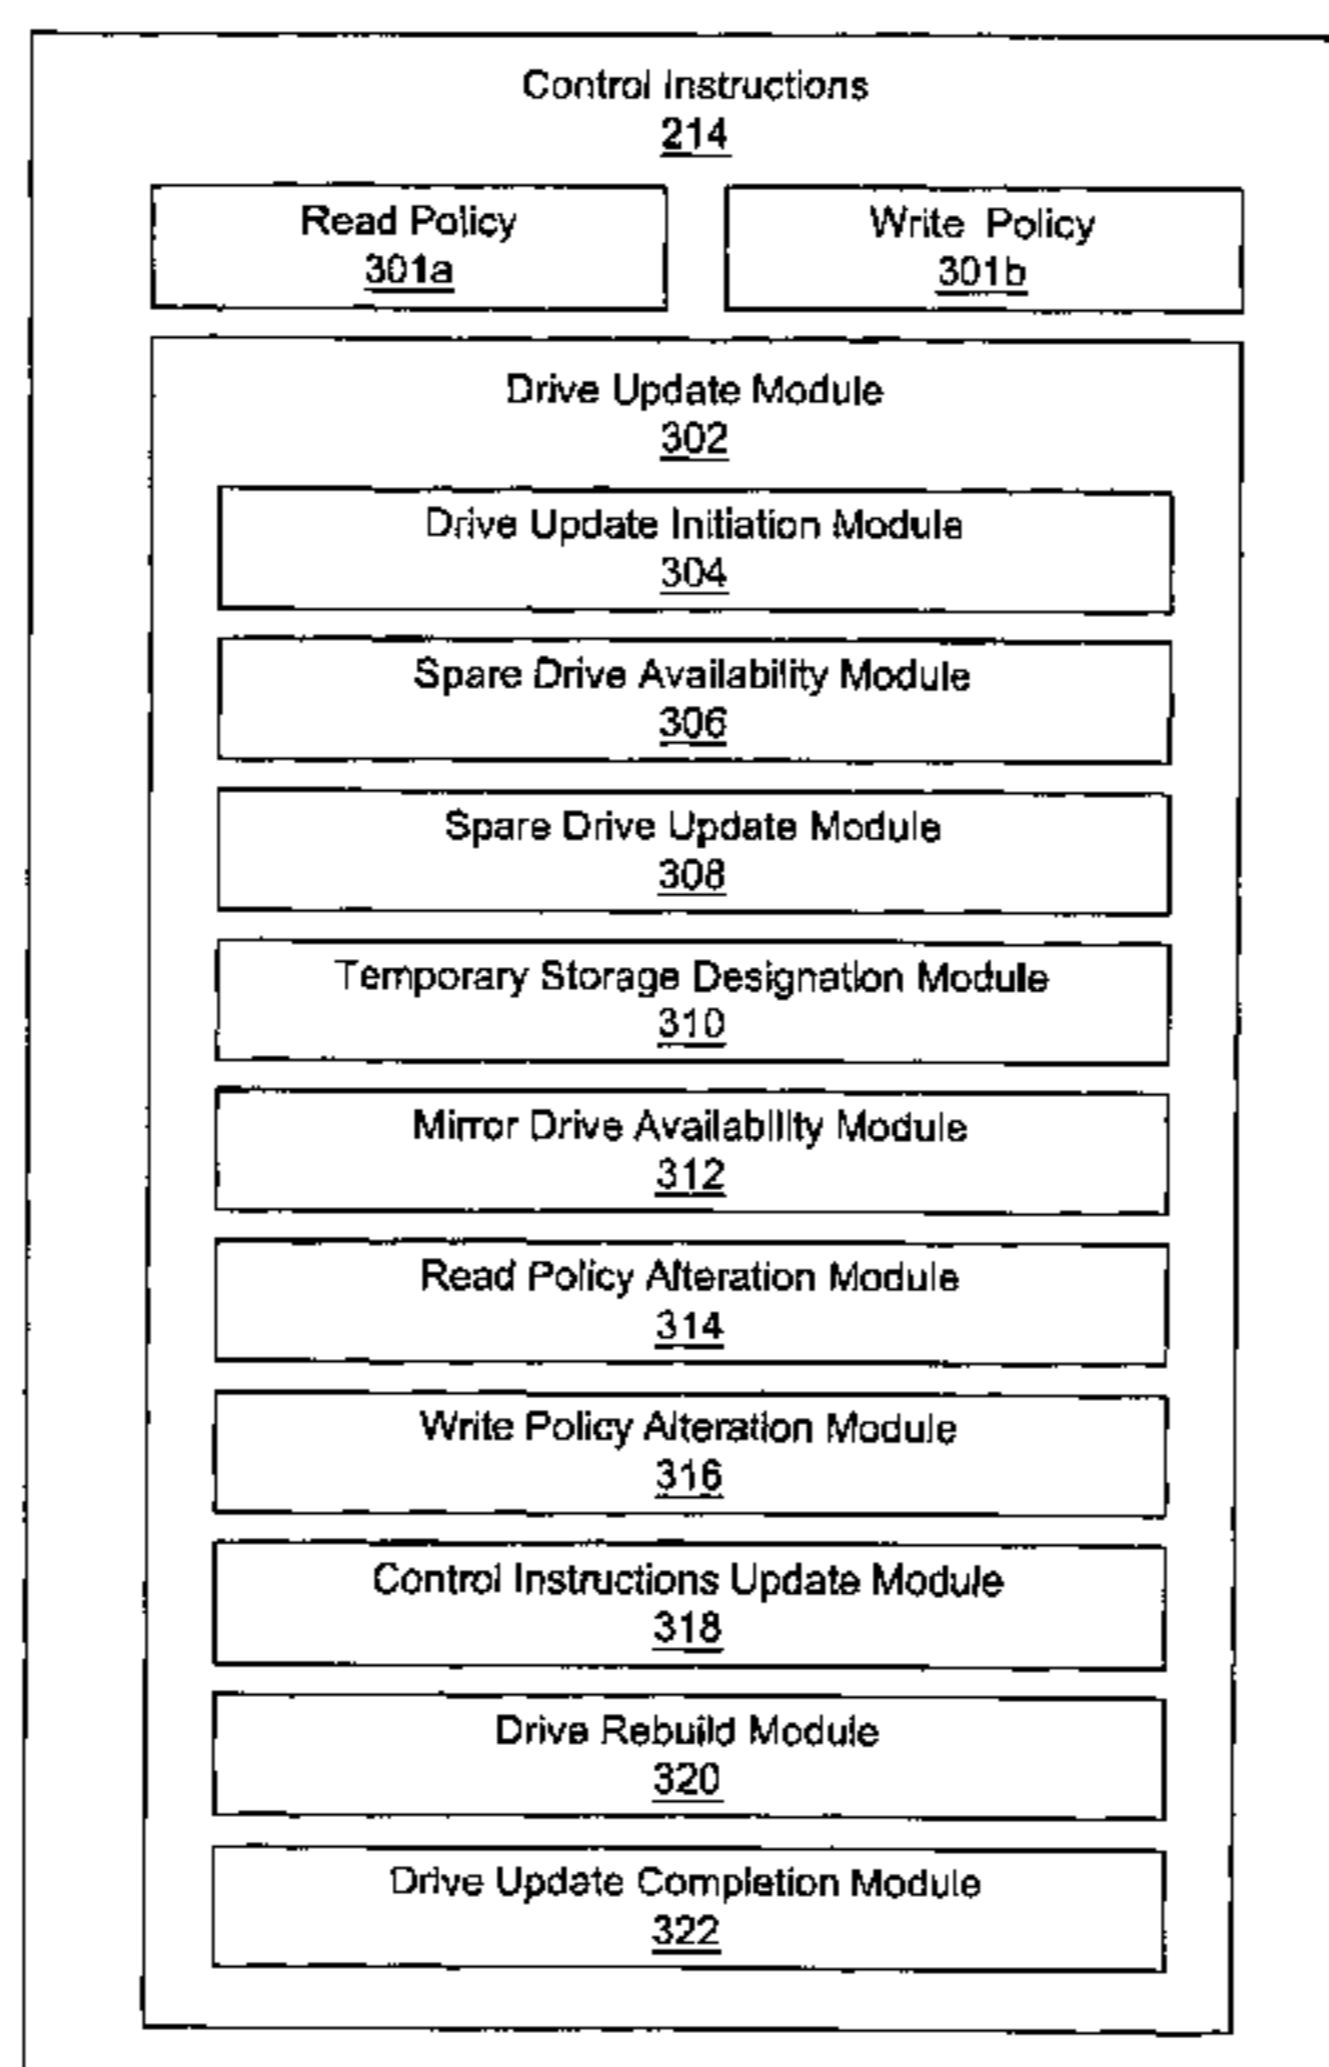 Control Instructions
214
Read Policy
301a
Write Policy
301b
Drive Update Module
302
Drive Update Initiation Module
304
Spare Drive Availability Module
306
Spare Drive Update Module
308
Temporary Storage Designation Module
310
Mirror Drive Availability Module
312
Read Policy Alteration Module
314
Write Policy Alteration Module
316
Control Instructions Update Module
318
Drive Rebuild Module
320
Drive Update Completion Module
322